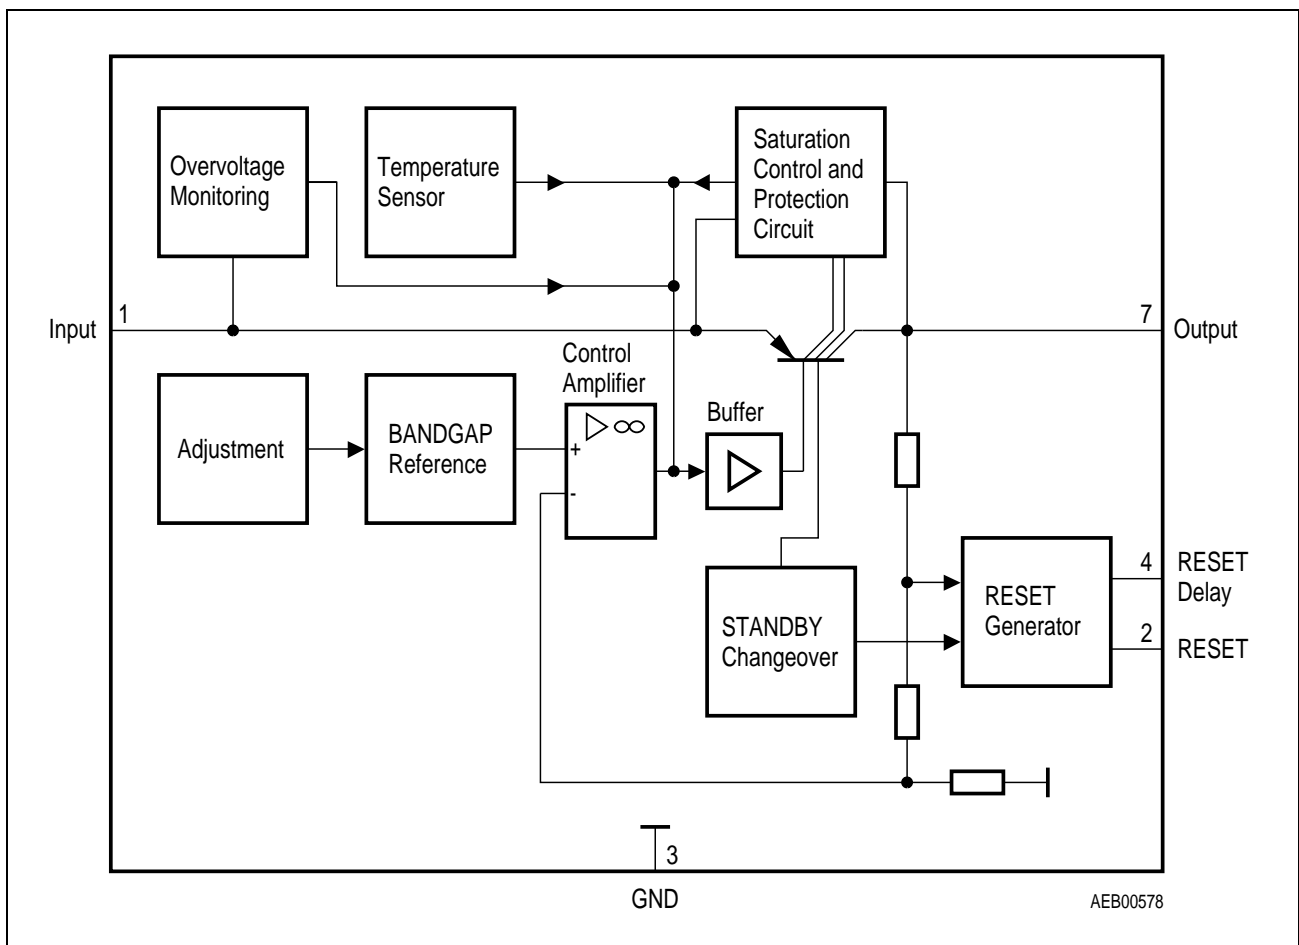 Overvoltage
Monitoring
Temperature
Sensor
Saturation
Control and
Protection
Circuit
Input
1
7
Output
Control
Amplifier
▷ ∞
+
-
Buffer
Adjustment
BANDGAP
Reference
STANDBY
Changeover
RESET
Generator
4
RESET
Delay
2
RESET
3
GND
AEB00578